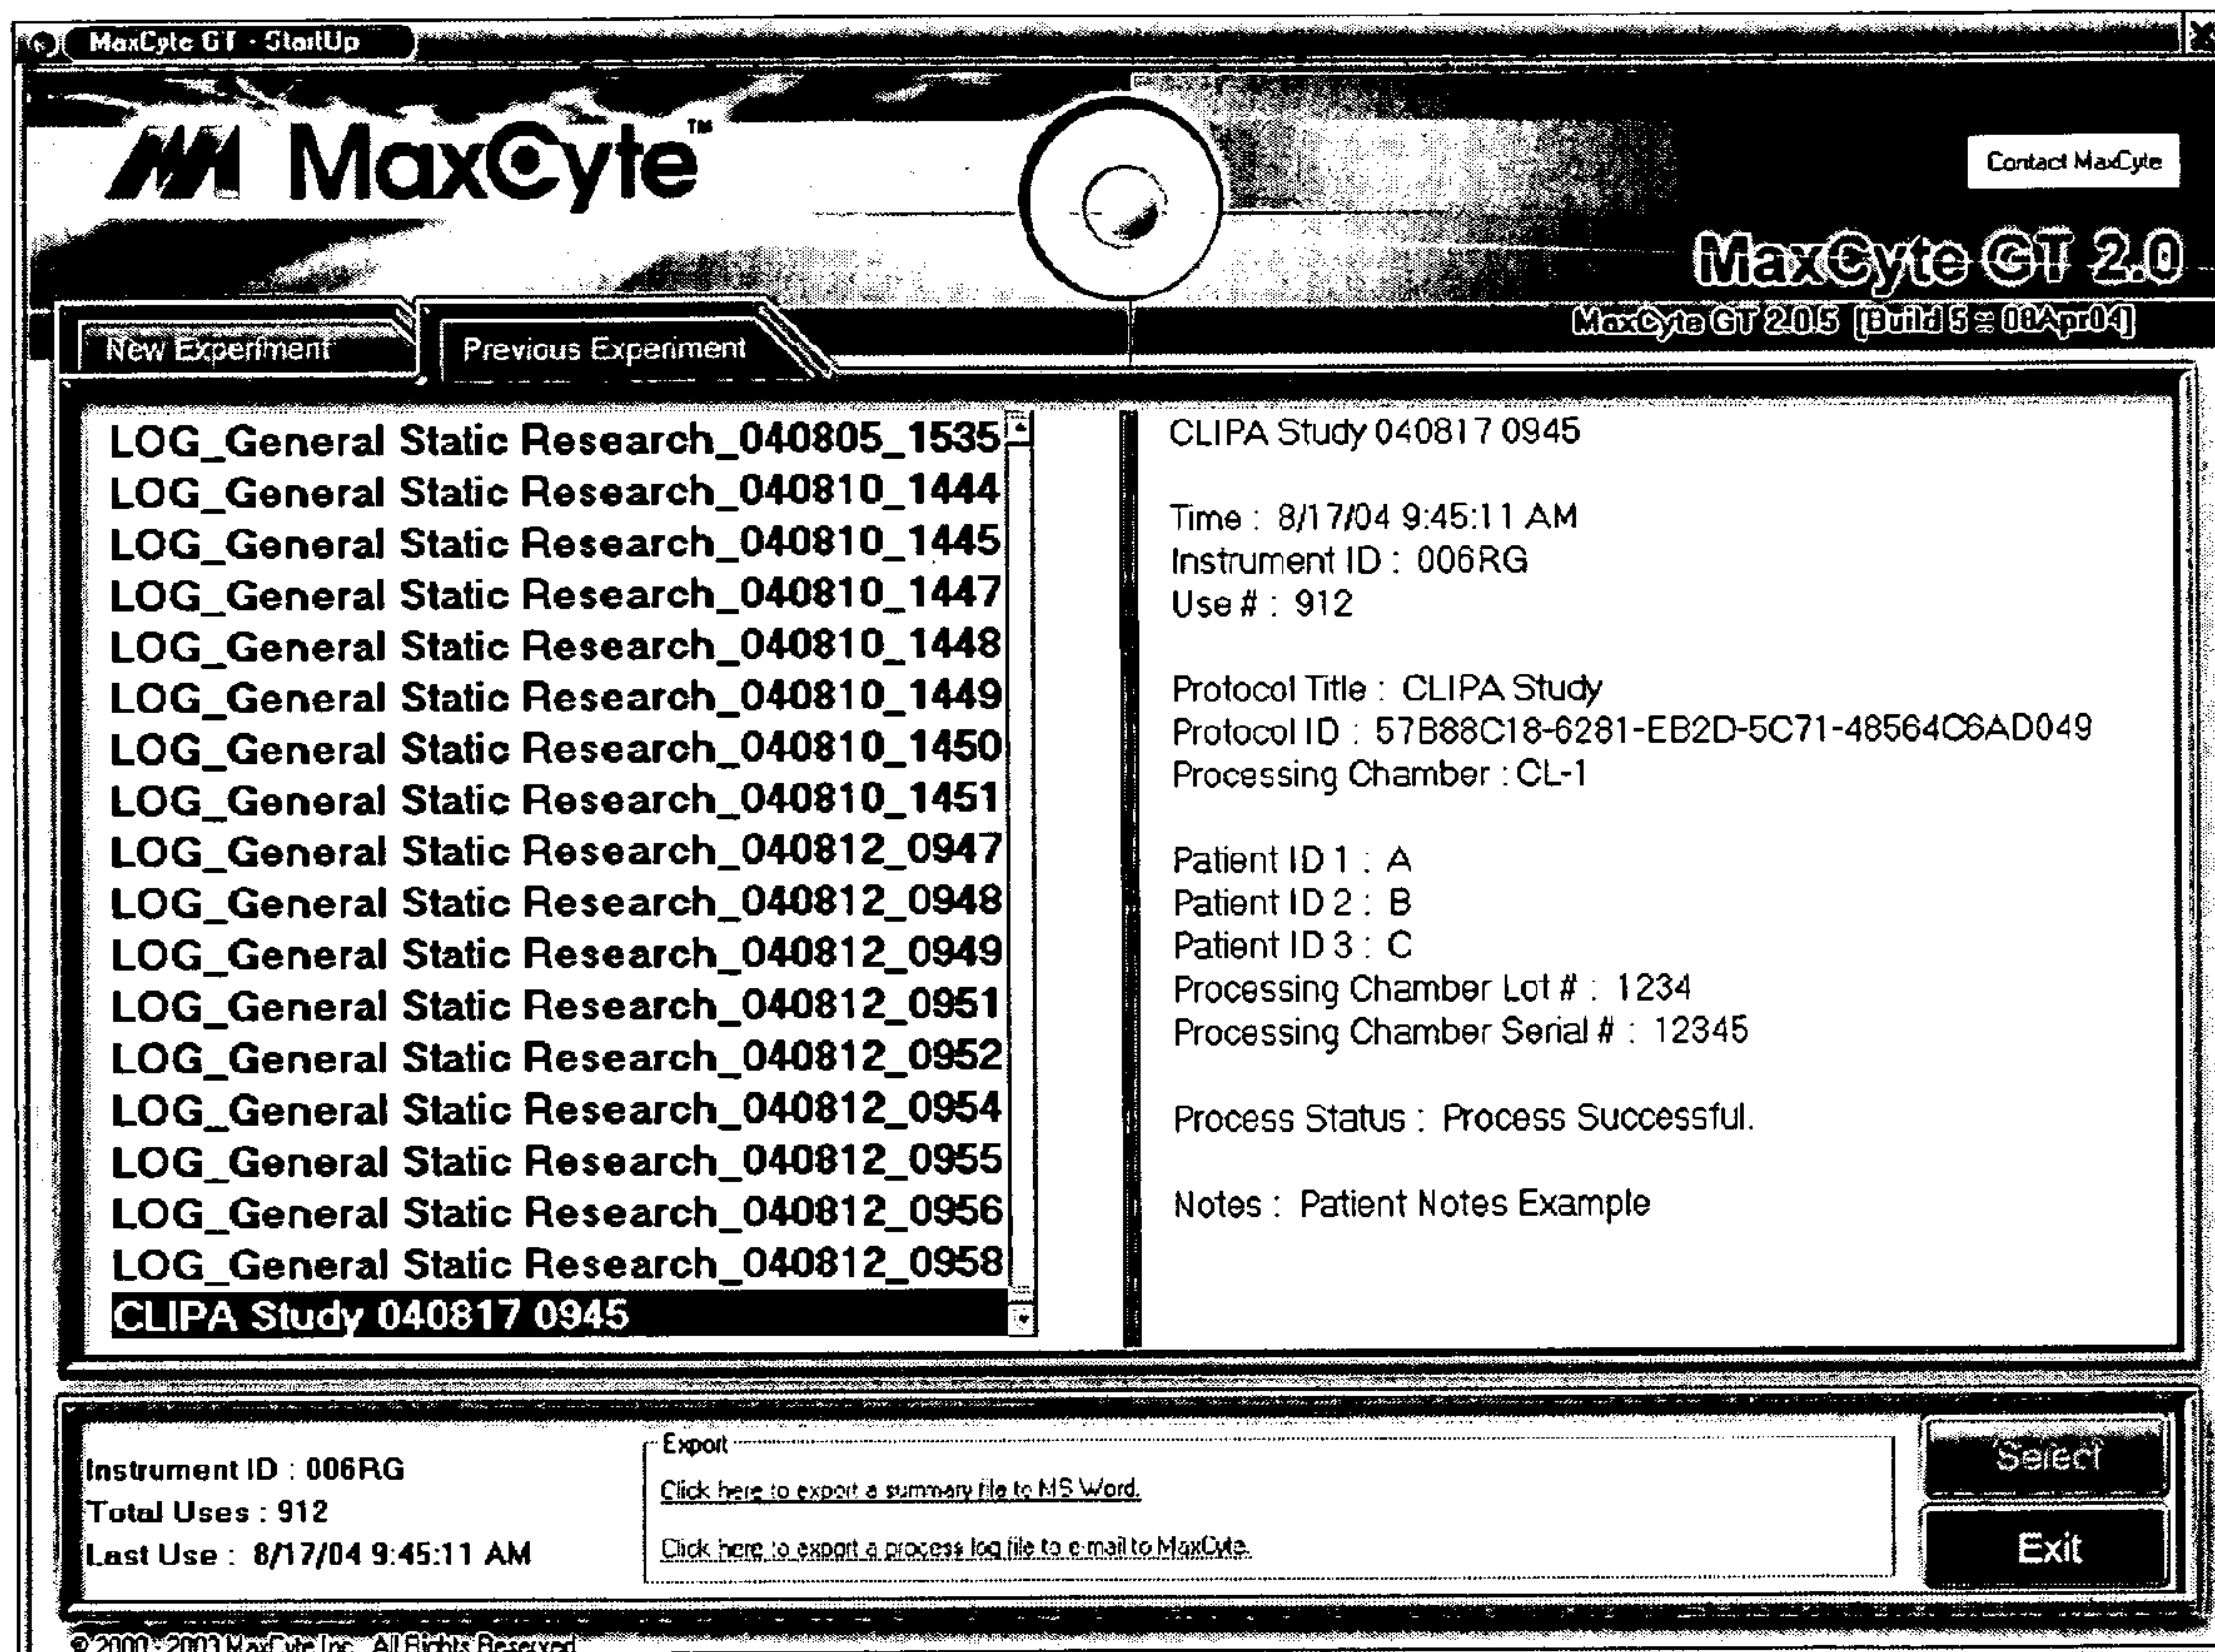 MaxCyte GT - StartUp
MaxCyte™
Contact MaxCyte
MaxCyte GT 2.0
MaxCyte GT 2.0.5 [Build 5 = 08Apr04]
New Experiment
Previous Experiment
LOG_General Static Research_040805_1535
LOG_General Static Research_040810_1444
LOG_General Static Research_040810_1445
LOG_General Static Research_040810_1447
LOG_General Static Research_040810_1448
LOG_General Static Research_040810_1449
LOG_General Static Research_040810_1450
LOG_General Static Research_040810_1451
LOG_General Static Research_040812_0947
LOG_General Static Research_040812_0948
LOG_General Static Research_040812_0949
LOG_General Static Research_040812_0951
LOG_General Static Research_040812_0952
LOG_General Static Research_040812_0954
LOG_General Static Research_040812_0955
LOG_General Static Research_040812_0956
LOG_General Static Research_040812_0958
CLIPA Study 040817 0945
CLIPA Study 040817 0945
Time : 8/17/04 9:45:11 AM
Instrument ID : 006RG
Use # : 912
Protocol Title : CLIPA Study
Protocol ID : 57B88C18-6281-EB2D-5C71-48564C6AD049
Processing Chamber : CL-1
Patient ID 1 : A
Patient ID 2 : B
Patient ID 3 : C
Processing Chamber Lot # : 1234
Processing Chamber Serial # : 12345
Process Status : Process Successful.
Notes : Patient Notes Example
Instrument ID : 006RG
Total Uses : 912
Last Use : 8/17/04 9:45:11 AM
Export
Click here to export a summary file to MS Word.
Click here to export a process log file to e-mail to MaxCyte.
Select
Exit
© 2000 - 2003 MaxCyte Inc. All Rights Reserved